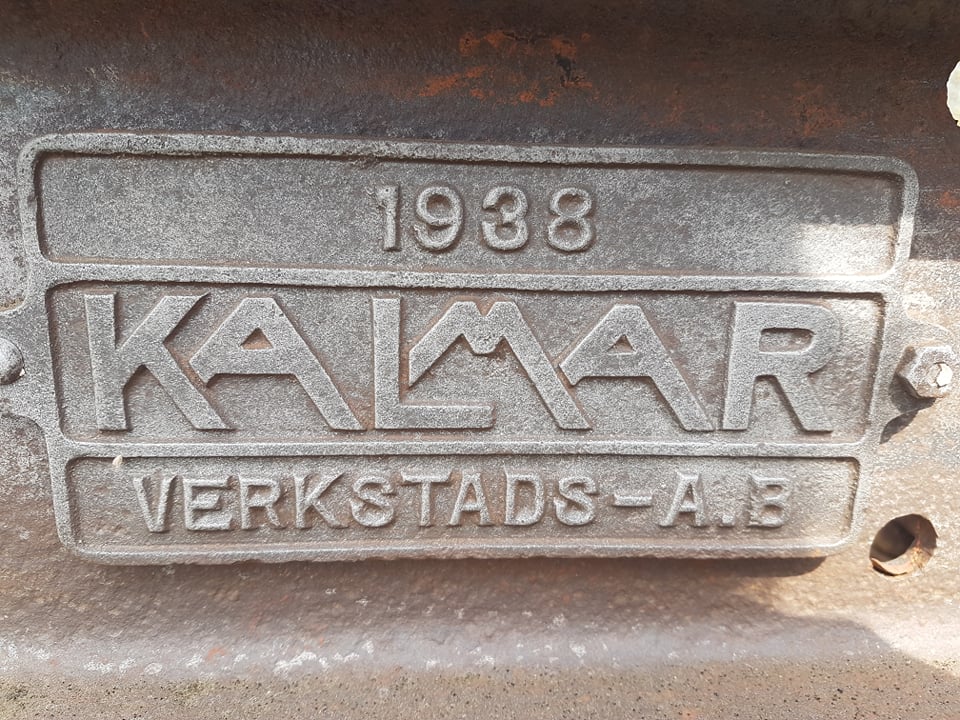 1938
KALMAR
VERKSTADS-A.B